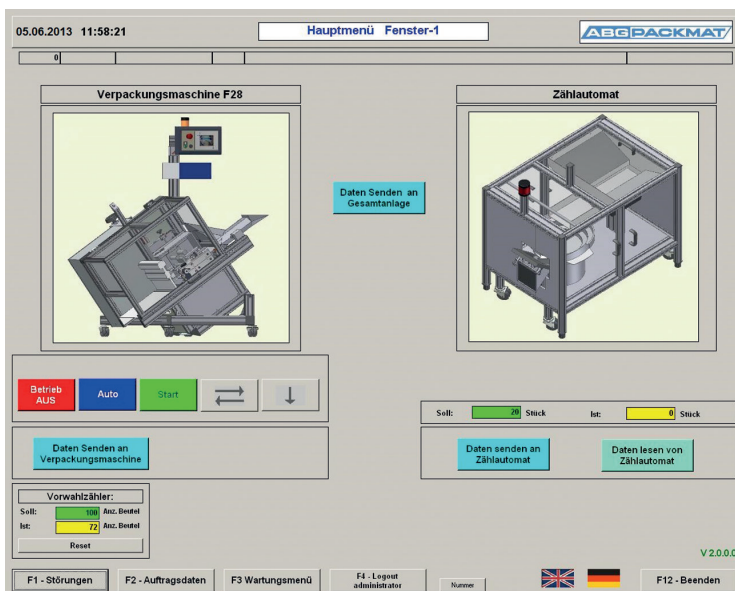 05.06.2013 11:58:21
Hauptmenü Fenster-1
ABG PACKMAT
0
Verpackungsmaschine F28
Zählautomat
Daten Senden an
Gesamtanlage
Betrieb
AUS
Auto
Start
Soll: 20 Stück Ist: 0 Stück
Daten Senden an
Verpackungsmaschine
Daten senden an
Zählautomat
Daten lesen von
Zählautomat
Vorwahlzähler:
Soll: 100 Anz. Beutel
Ist: 72 Anz. Beutel
Reset
V 2.0.0.0
F1 - Störungen
F2 - Auftragsdaten
F3 Wartungsmenü
F4 - Logout
administrator
Nummer
F12 - Beenden